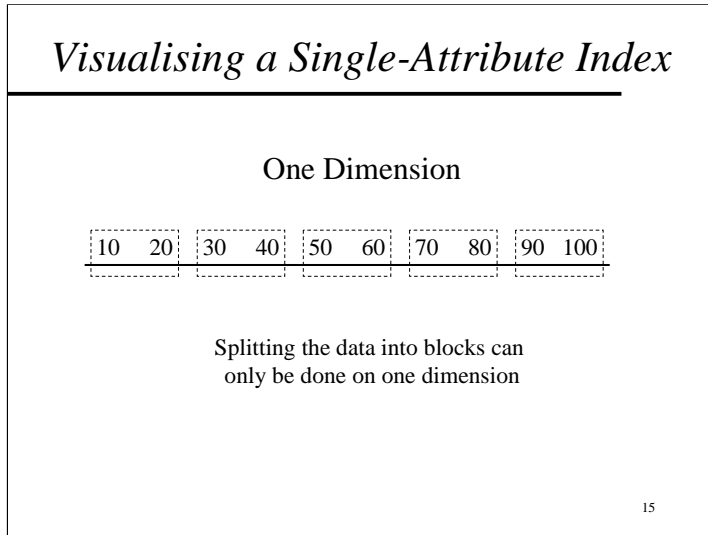 Visualising a Single-Attribute Index
One Dimension
10 20 30 40 50 60 70 80 90 100
Splitting the data into blocks can
only be done on one dimension
15